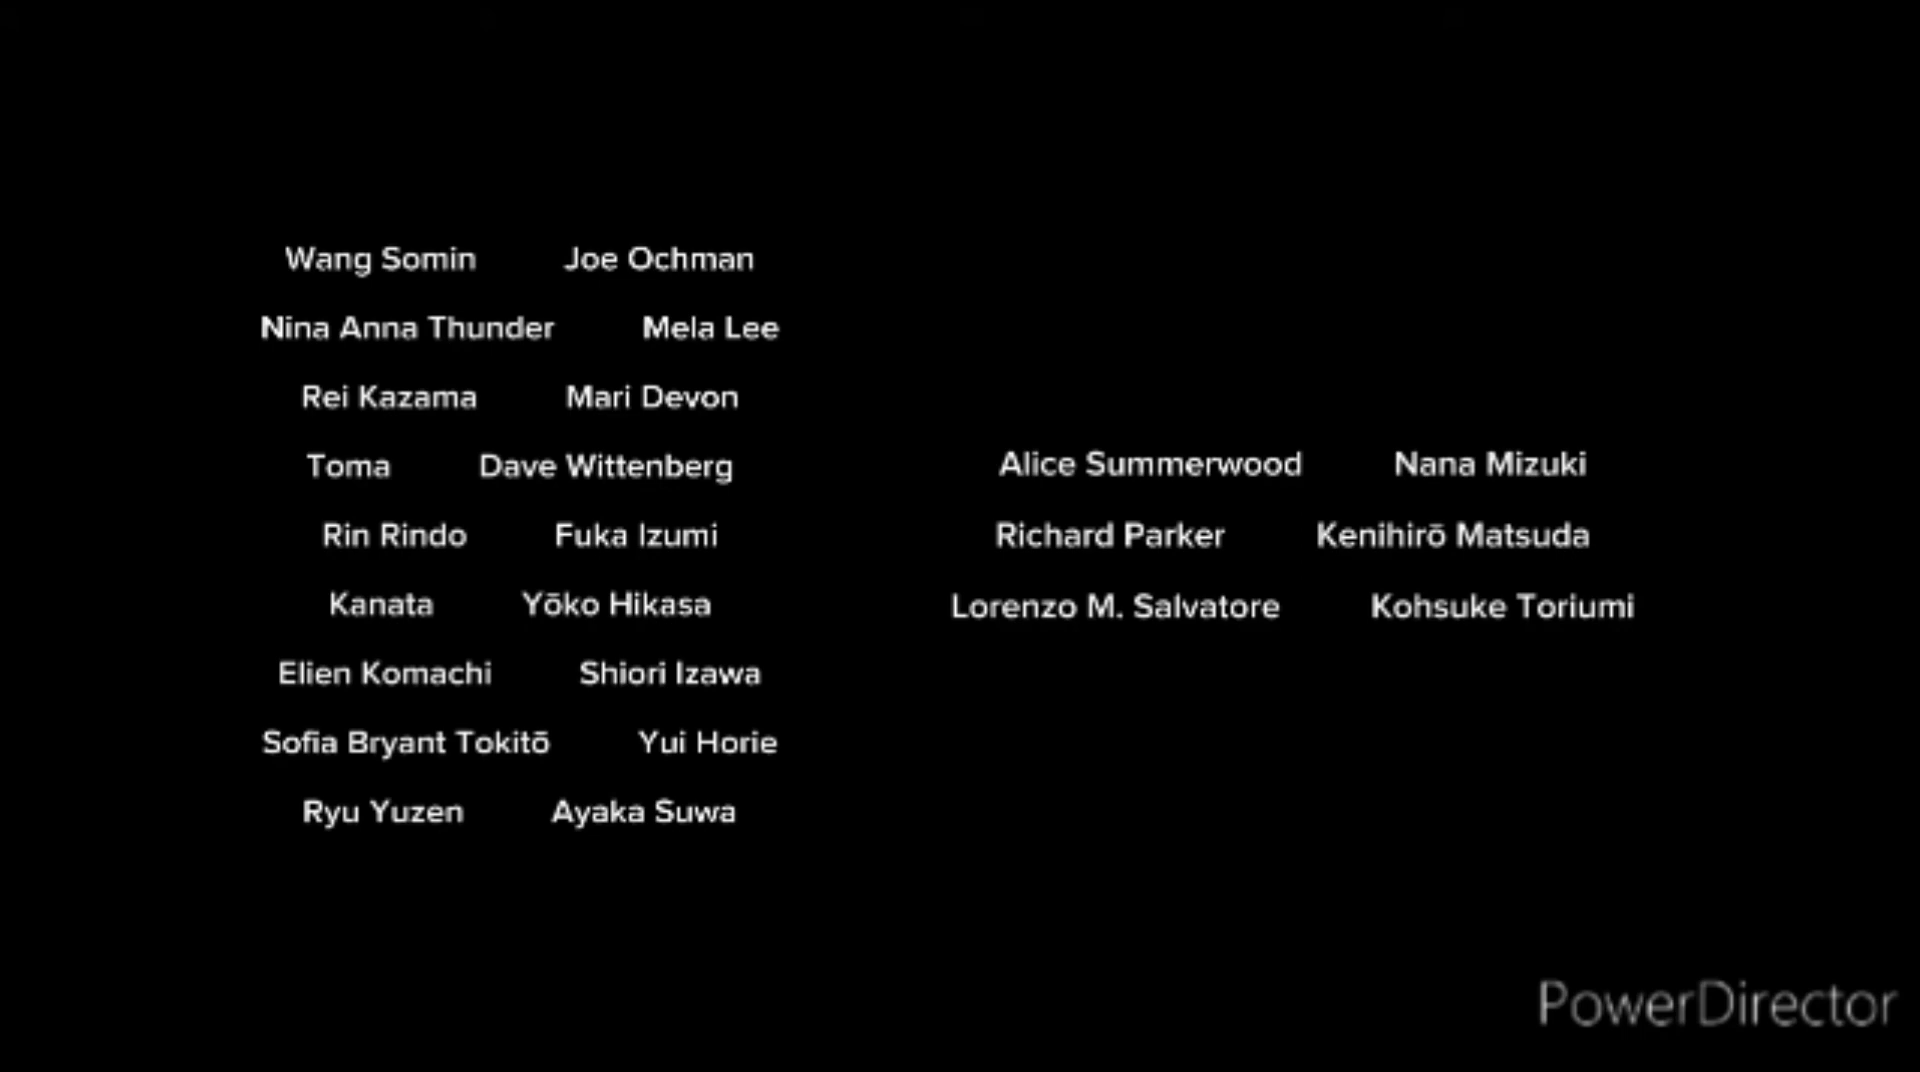 Wang Somin Joe Ochman
Nina Anna Thunder Mela Lee
Rei Kazama Mari Devon
Toma Dave Wittenberg
Rin Rindo Fuka Izumi
Kanata Yōko Hikasa
Elien Komachi Shiori Izawa
Sofia Bryant Tokitō Yui Horie
Ryu Yuzen Ayaka Suwa
Alice Summerwood Nana Mizuki
Richard Parker Kenihirō Matsuda
Lorenzo M. Salvatore Kohsuke Toriumi
PowerDirector